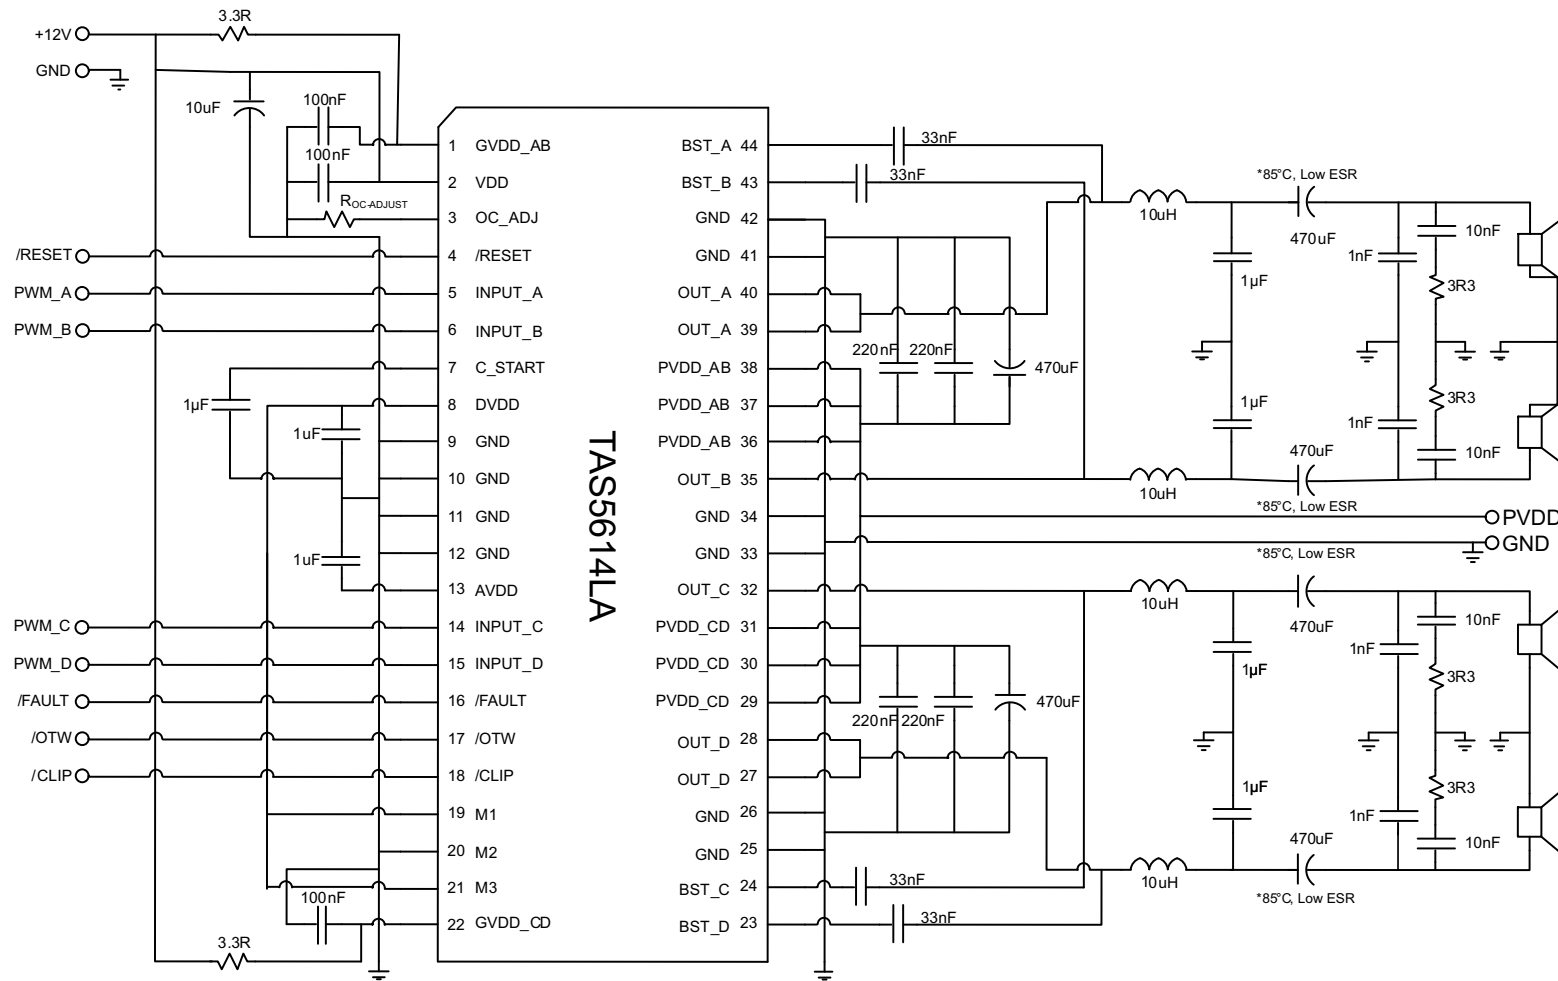 3.3R
+12V
GND
10uF
100nF
100nF
R_OC-ADJUST
/RESET
PWM_A
PWM_B
1µF
1uF
1uF
PWM_C
PWM_D
/FAULT
/OTW
/CLIP
100nF
3.3R
1 GVDD_AB
2 VDD
3 OC_ADJ
4 /RESET
5 INPUT_A
6 INPUT_B
7 C_START
8 DVDD
9 GND
10 GND
11 GND
12 GND
13 AVDD
14 INPUT_C
15 INPUT_D
16 /FAULT
17 /OTW
18 /CLIP
19 M1
20 M2
21 M3
22 GVDD_CD
TAS5614LA
BST_A 44
BST_B 43
GND 42
GND 41
OUT_A 40
OUT_A 39
PVDD_AB 38
PVDD_AB 37
PVDD_AB 36
OUT_B 35
GND 34
GND 33
OUT_C 32
PVDD_CD 31
PVDD_CD 30
PVDD_CD 29
OUT_D 28
OUT_D 27
GND 26
GND 25
BST_C 24
BST_D 23
33nF
33nF
220nF 220nF 470uF
220nF 220nF 470uF
33nF
33nF
*85°C, Low ESR
10uH
470uF
10nF
1nF
1µF
3R3
1µF
3R3
1nF
470uF
10nF
10uH
*85°C, Low ESR
PVDD
GND
*85°C, Low ESR
10uH
470uF
10nF
1nF
1µF
3R3
1µF
3R3
1nF
470uF
10nF
10uH
*85°C, Low ESR